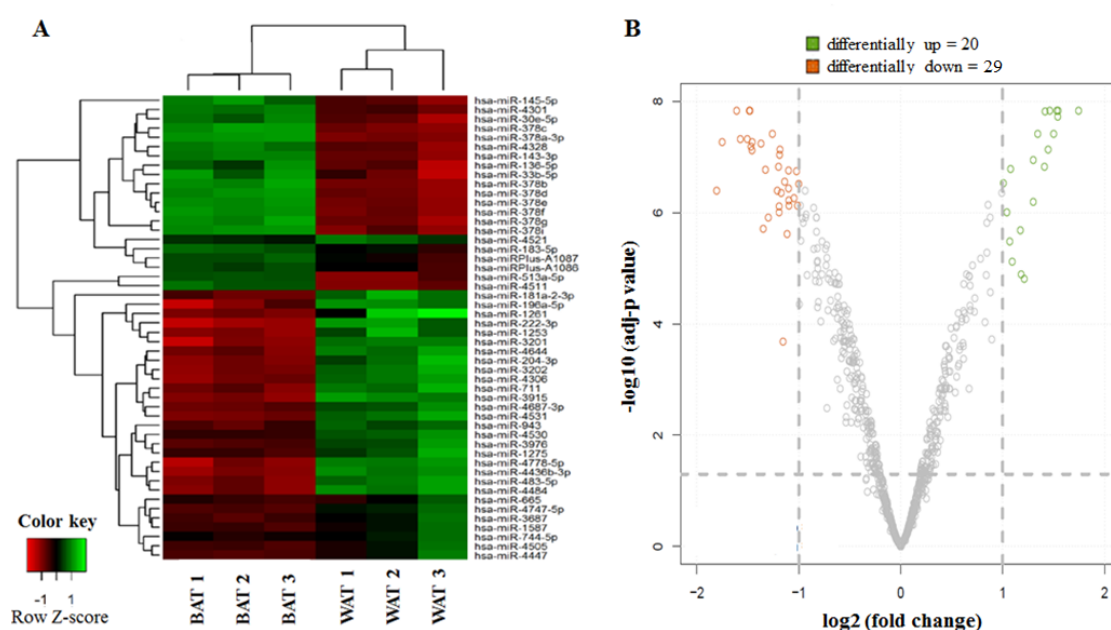 A
hsa-miR-145-5p
hsa-miR-4301
hsa-miR-30e-5p
hsa-miR-378c
hsa-miR-378a-3p
hsa-miR-4328
hsa-miR-143-3p
hsa-miR-136-5p
hsa-miR-33b-5p
hsa-miR-378b
hsa-miR-378d
hsa-miR-378e
hsa-miR-378f
hsa-miR-378g
hsa-miR-378i
hsa-miR-4521
hsa-miR-183-5p
hsa-miRPlus-A1087
hsa-miRPlus-A1086
hsa-miR-513a-5p
hsa-miR-4511
hsa-miR-181a-2-3p
hsa-miR-196a-5p
hsa-miR-1261
hsa-miR-222-3p
hsa-miR-1253
hsa-miR-3201
hsa-miR-4644
hsa-miR-204-3p
hsa-miR-3202
hsa-miR-4306
hsa-miR-711
hsa-miR-3915
hsa-miR-4687-3p
hsa-miR-4531
hsa-miR-943
hsa-miR-4530
hsa-miR-3976
hsa-miR-1275
hsa-miR-4778-5p
hsa-miR-4436b-3p
hsa-miR-483-5p
hsa-miR-4484
hsa-miR-665
hsa-miR-4747-5p
hsa-miR-3687
hsa-miR-1587
hsa-miR-744-5p
hsa-miR-4505
hsa-miR-4447
Color key
-1 1
Row Z-score
BAT 1
BAT 2
BAT 3
WAT 1
WAT 2
WAT 3
B
differentially up = 20
differentially down = 29
-log10 (adj-p value)
8
6
4
2
0
−2 −1 0 1 2
log2 (fold change)